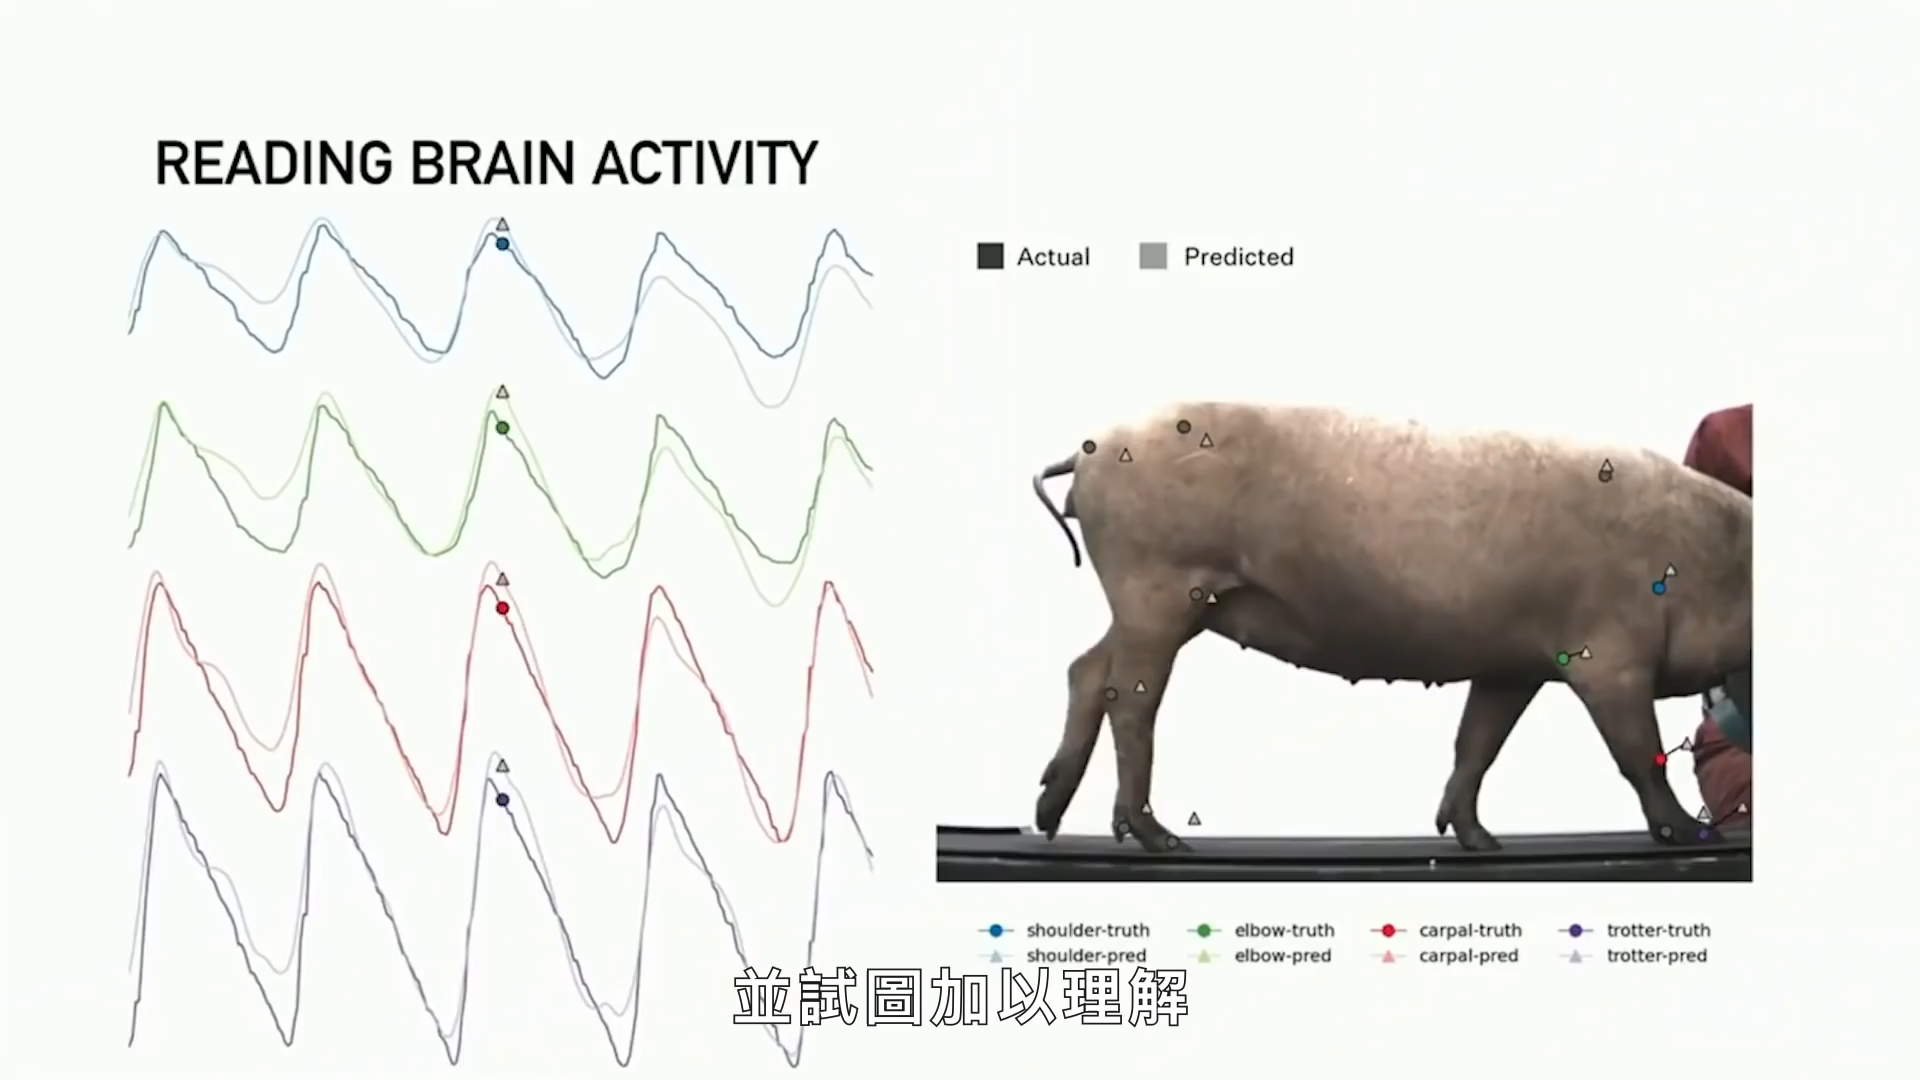 READING BRAIN ACTIVITY
Actual
Predicted
shoulder-truth
elbow-truth
carpal-truth
trotter-truth
shoulder-pred
elbow-pred
carpal-pred
trotter-pred
並試圖加以理解